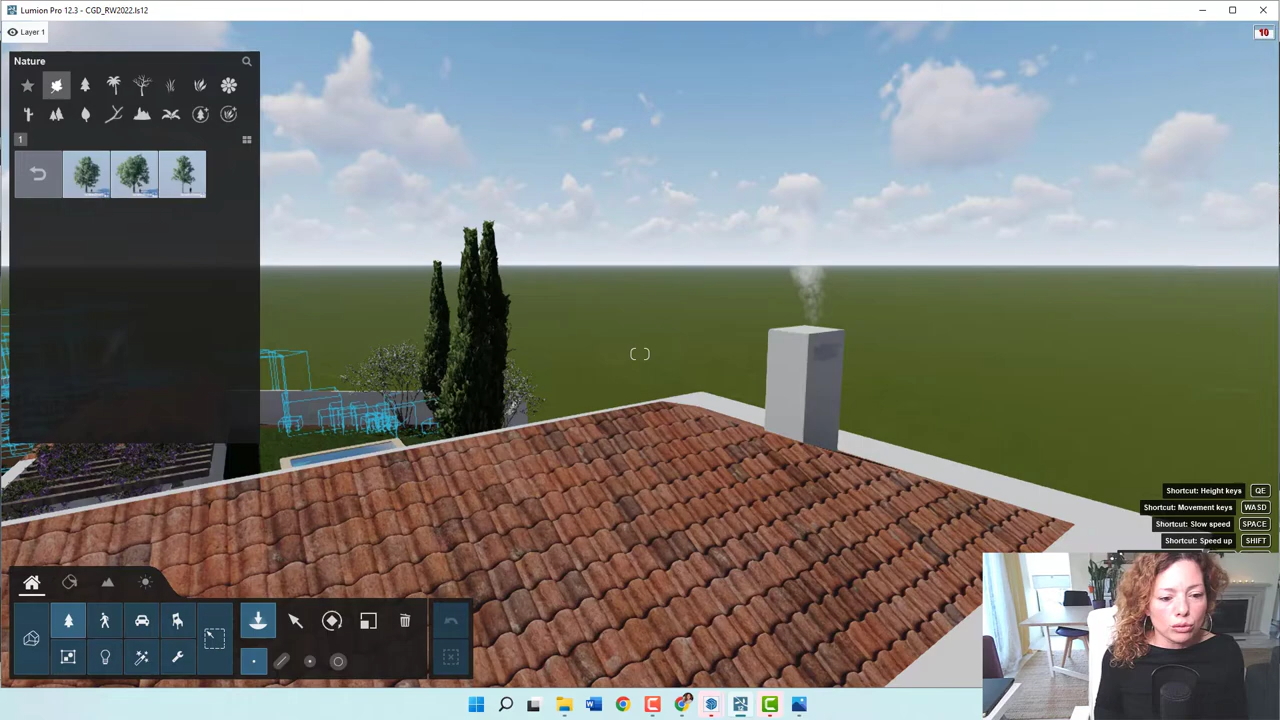 Lumion Pro 12.3 - CGD_RW2022.ls12
Layer 1
10
Nature
1
Shortcut: Height keys QE
Shortcut: Movement keys WASD
Shortcut: Slow speed SPACE
Shortcut: Speed up SHIFT